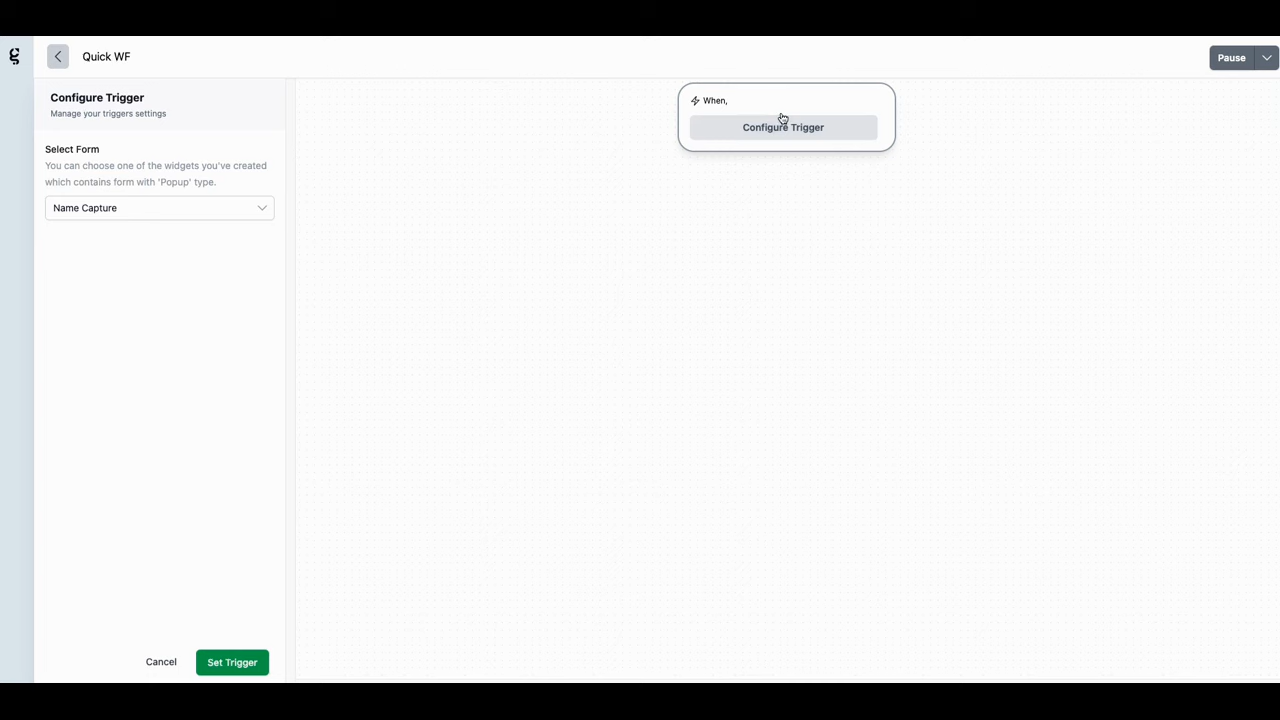 Quick WF
Pause
Configure Trigger
Manage your triggers settings
Select Form
You can choose one of the widgets you've created
which contains form with 'Popup' type.
Name Capture
Cancel
Set Trigger
When,
Configure Trigger